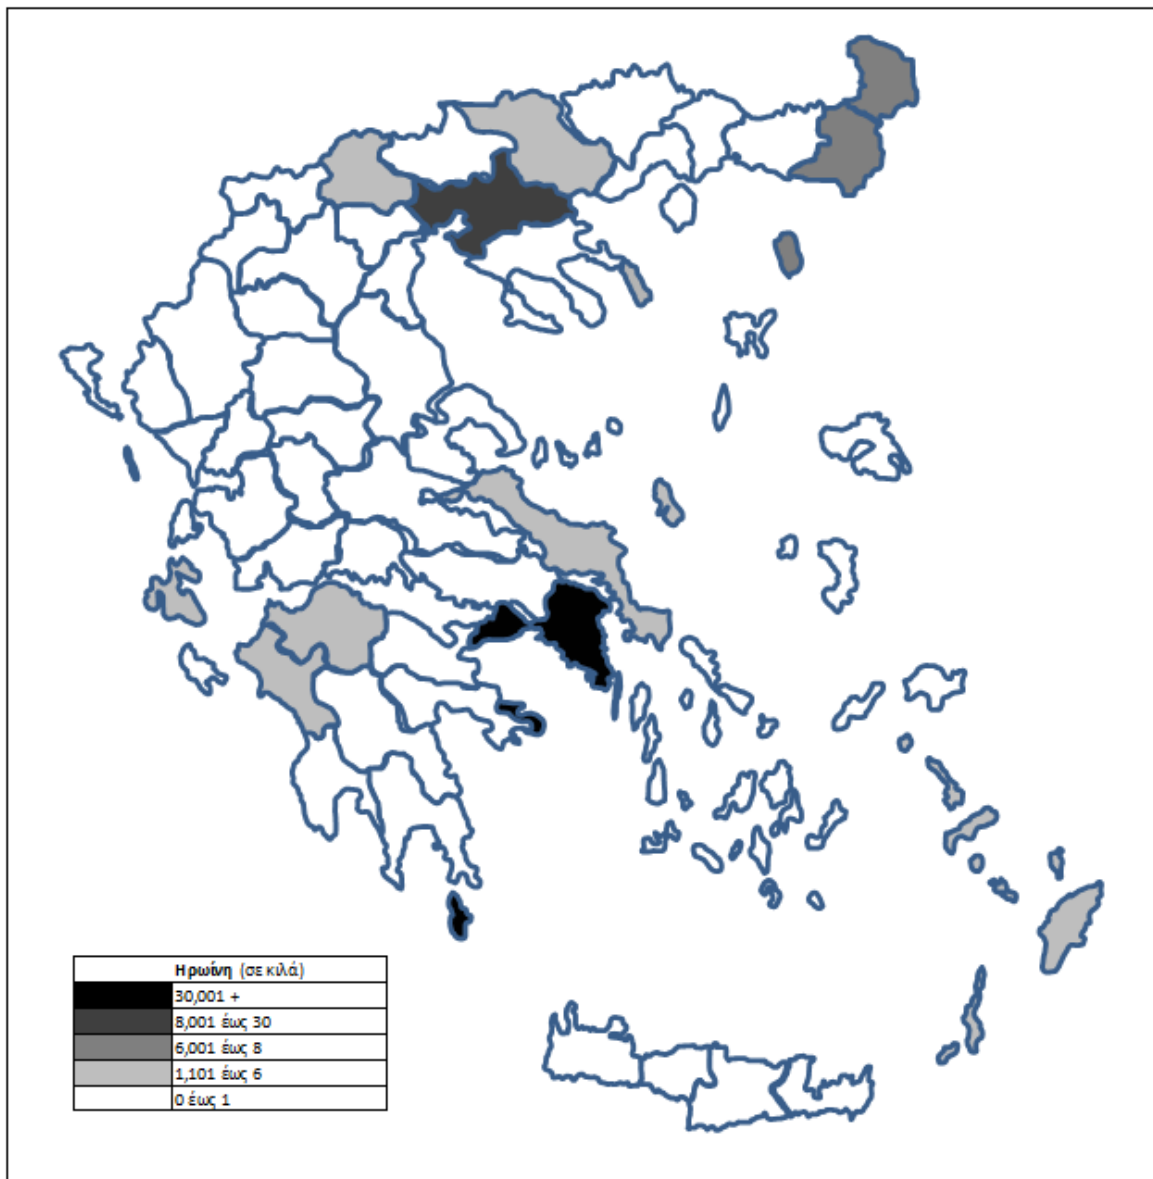 Ηρωίνη (σε κιλά)
30,001 +
8,001 έως 30
6,001 έως 8
1,101 έως 6
0 έως 1